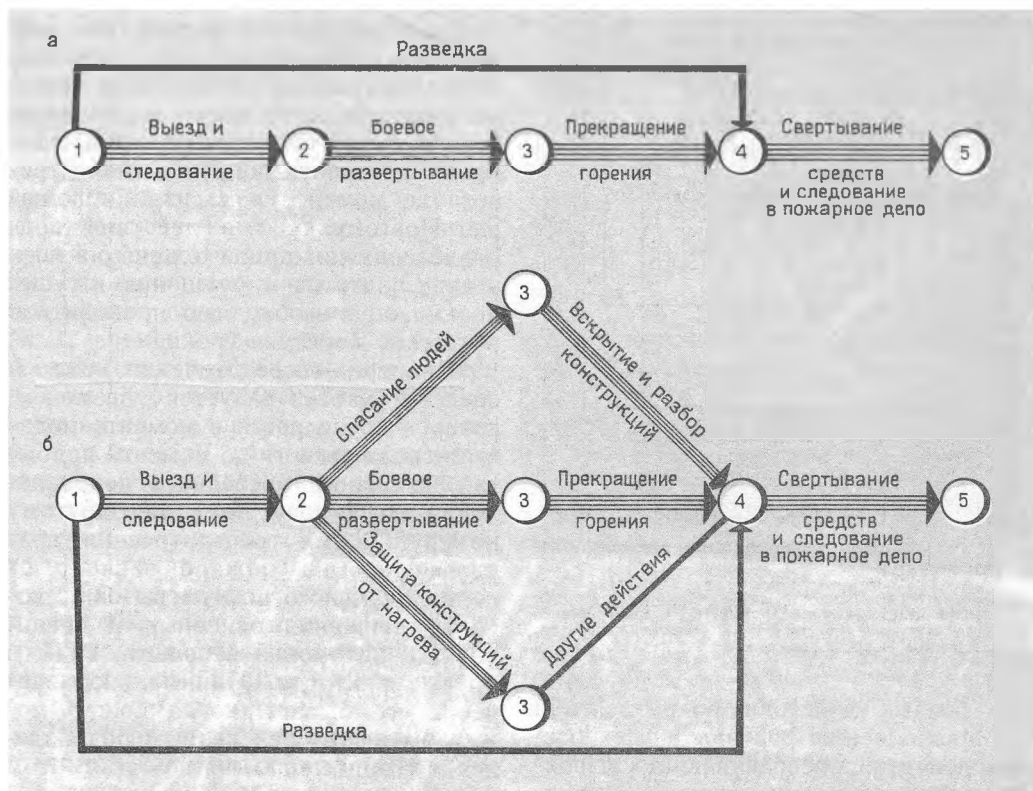 а
Разведка
Выезд и
Боевое
Прекращение
Свертывание
1
2
3
4
5
следование
развертывание
горения
средств
и следование
в пожарное депо
3
Спасание людей
Вскрытие и разбор
конструкций
б
Выезд и
Боевое
Прекращение
Свертывание
1
2
3
4
5
следование
развертывание
горения
средств
и следование
в пожарное депо
Защита конструкций
от нагрева
Другие действия
3
Разведка